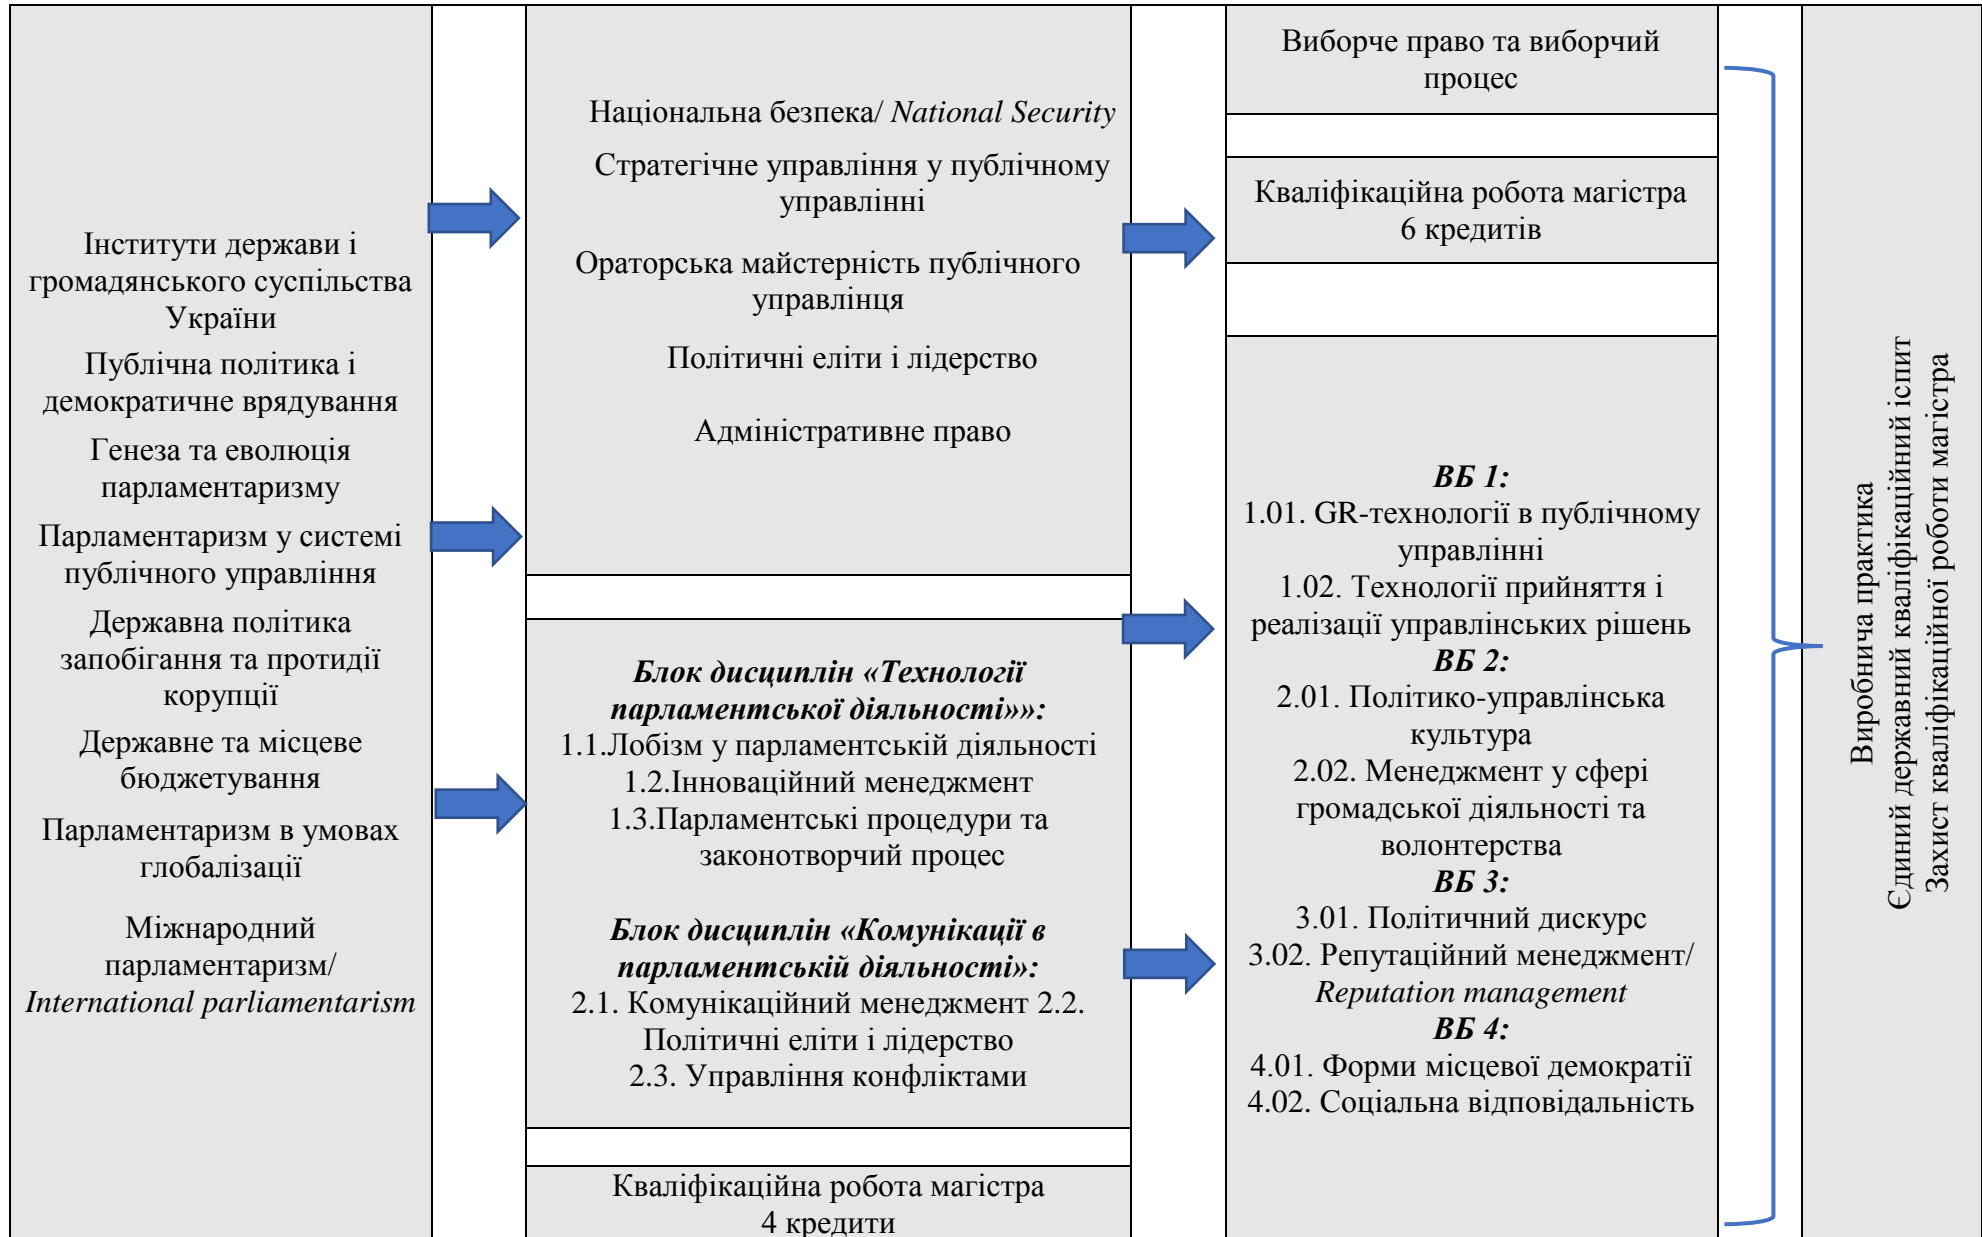 Інститути держави і
громадянського суспільства
України
Публічна політика і
демократичне врядування
Генеза та еволюція
парламентаризму
Парламентаризм у системі
публічного управління
Державна політика
запобігання та протидії
корупції
Державне та місцеве
бюджетування
Парламентаризм в умовах
глобалізації
Міжнародний
парламентаризм/
International parliamentarism
Національна безпека/ National Security
Стратегічне управління у публічному
управлінні
Ораторська майстерність публічного
управлінця
Політичні еліти і лідерство
Адміністративне право
Блок дисциплін «Технології
парламентської діяльності»»:
1.1.Лобізм у парламентській діяльності
1.2.Інноваційний менеджмент
1.3.Парламентські процедури та
законотворчий процес
Блок дисциплін «Комунікації в
парламентській діяльності»:
2.1. Комунікаційний менеджмент 2.2.
Політичні еліти і лідерство
2.3. Управління конфліктами
Кваліфікаційна робота магістра
4 кредити
Виборче право та виборчий
процес
Кваліфікаційна робота магістра
6 кредитів
ВБ 1:
1.01. GR-технології в публічному
управлінні
1.02. Технології прийняття і
реалізації управлінських рішень
ВБ 2:
2.01. Політико-управлінська
культура
2.02. Менеджмент у сфері
громадської діяльності та
волонтерства
ВБ 3:
3.01. Політичний дискурс
3.02. Репутаційний менеджмент/
Reputation management
ВБ 4:
4.01. Форми місцевої демократії
4.02. Соціальна відповідальність
Виробнича практика
Єдиний державний кваліфікаційний іспит
Захист кваліфікаційної роботи магістра